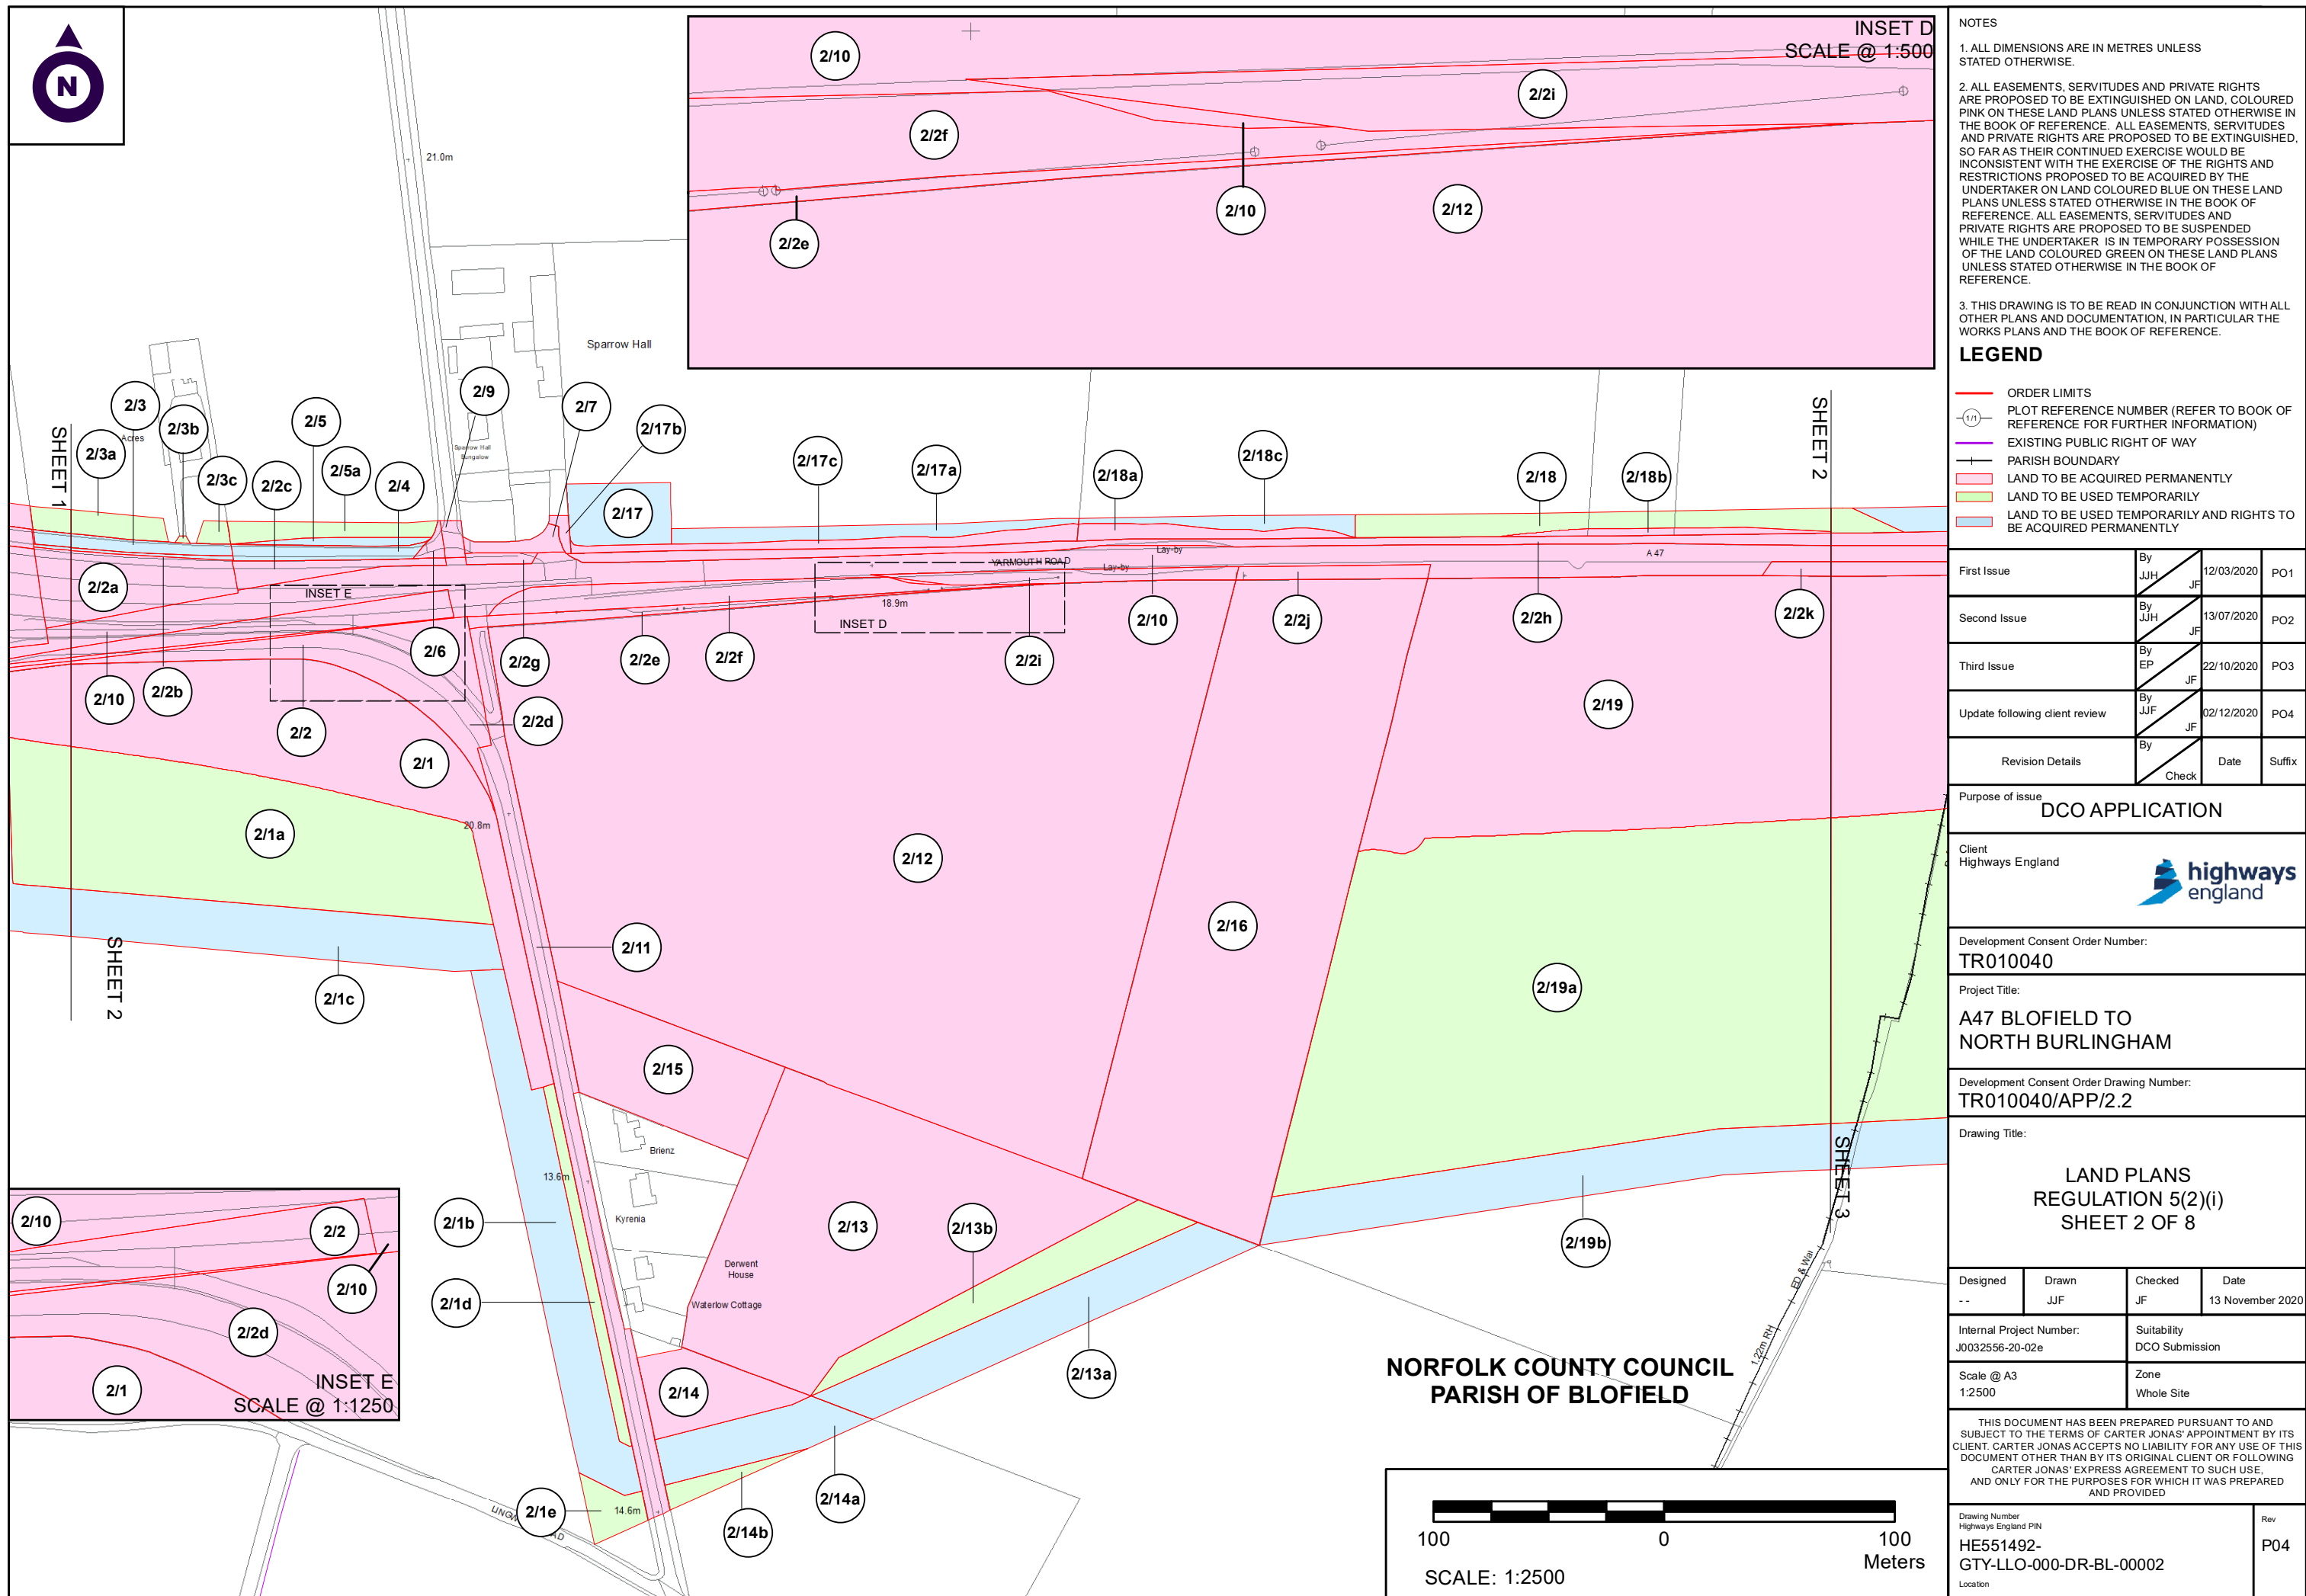 N
INSET D
SCALE @ 1:500
2/10
2/2i
2/2f
2/10
2/12
2/2e
21.0m
Sparrow Hall
Sparrow Hall
Bungalow
Acres
2/3
2/3a
2/3b
2/3c
2/2c
2/5
2/5a
2/4
2/9
2/7
2/17b
2/17
2/17c
2/17a
2/18a
2/18c
2/18
2/18b
SHEET 1
SHEET 2
SHEET 2
SHEET 3
Lay-by
YARMOUTH ROAD
Lay-by
A 47
2/2a
INSET E
18.9m
INSET D
2/10
2/2b
2/2
2/6
2/2g
2/2d
2/2e
2/2f
2/2i
2/10
2/2j
2/2h
2/2k
2/1
2/19
20.8m
2/1a
2/12
2/16
2/11
2/1c
2/19a
2/15
Brienz
13.6m
Kyrenia
2/1b
2/13
2/13b
2/19b
Derwent
House
2/1d
Waterlow Cottage
2/13a
2/14
ED & War
1.22m RH
2/14a
2/1e
14.6m
2/14b
2/10
2/2
2/10
2/2d
2/1
INSET E
SCALE @ 1:1250
NORFOLK COUNTY COUNCIL
PARISH OF BLOFIELD
100 0 100
Meters
SCALE: 1:2500
NOTES
1. ALL DIMENSIONS ARE IN METRES UNLESS
STATED OTHERWISE.
2. ALL EASEMENTS, SERVITUDES AND PRIVATE RIGHTS
ARE PROPOSED TO BE EXTINGUISHED ON LAND, COLOURED
PINK ON THESE LAND PLANS UNLESS STATED OTHERWISE IN
THE BOOK OF REFERENCE. ALL EASEMENTS, SERVITUDES
AND PRIVATE RIGHTS ARE PROPOSED TO BE EXTINGUISHED,
SO FAR AS THEIR CONTINUED EXERCISE WOULD BE
INCONSISTENT WITH THE EXERCISE OF THE RIGHTS AND
RESTRICTIONS PROPOSED TO BE ACQUIRED BY THE
UNDERTAKER ON LAND COLOURED BLUE ON THESE LAND
PLANS UNLESS STATED OTHERWISE IN THE BOOK OF
REFERENCE. ALL EASEMENTS, SERVITUDES AND
PRIVATE RIGHTS ARE PROPOSED TO BE SUSPENDED
WHILE THE UNDERTAKER IS IN TEMPORARY POSSESSION
OF THE LAND COLOURED GREEN ON THESE LAND PLANS
UNLESS STATED OTHERWISE IN THE BOOK OF
REFERENCE.
3. THIS DRAWING IS TO BE READ IN CONJUNCTION WITH ALL
OTHER PLANS AND DOCUMENTATION, IN PARTICULAR THE
WORKS PLANS AND THE BOOK OF REFERENCE.
LEGEND
ORDER LIMITS
1/1 PLOT REFERENCE NUMBER (REFER TO BOOK OF
REFERENCE FOR FURTHER INFORMATION)
EXISTING PUBLIC RIGHT OF WAY
PARISH BOUNDARY
LAND TO BE ACQUIRED PERMANENTLY
LAND TO BE USED TEMPORARILY
LAND TO BE USED TEMPORARILY AND RIGHTS TO
BE ACQUIRED PERMANENTLY
First Issue By JJH JF 12/03/2020 PO1
Second Issue By JJH JF 13/07/2020 PO2
Third Issue By EP JF 22/10/2020 PO3
Update following client review By JJF JF 02/12/2020 PO4
Revision Details By Check Date Suffix
Purpose of issue
DCO APPLICATION
Client
Highways England
highways
england
Development Consent Order Number:
TR010040
Project Title:
A47 BLOFIELD TO
NORTH BURLINGHAM
Development Consent Order Drawing Number:
TR010040/APP/2.2
Drawing Title:
LAND PLANS
REGULATION 5(2)(i)
SHEET 2 OF 8
Designed Drawn Checked Date
- - JJF JF 13 November 2020
Internal Project Number: Suitability
J0032556-20-02e DCO Submission
Scale @ A3 Zone
1:2500 Whole Site
THIS DOCUMENT HAS BEEN PREPARED PURSUANT TO AND
SUBJECT TO THE TERMS OF CARTER JONAS' APPOINTMENT BY ITS
CLIENT. CARTER JONAS ACCEPTS NO LIABILITY FOR ANY USE OF THIS
DOCUMENT OTHER THAN BY ITS ORIGINAL CLIENT OR FOLLOWING
CARTER JONAS' EXPRESS AGREEMENT TO SUCH USE,
AND ONLY FOR THE PURPOSES FOR WHICH IT WAS PREPARED
AND PROVIDED
Drawing Number Rev
Highways England PIN
HE551492- P04
GTY-LLO-000-DR-BL-00002
Location